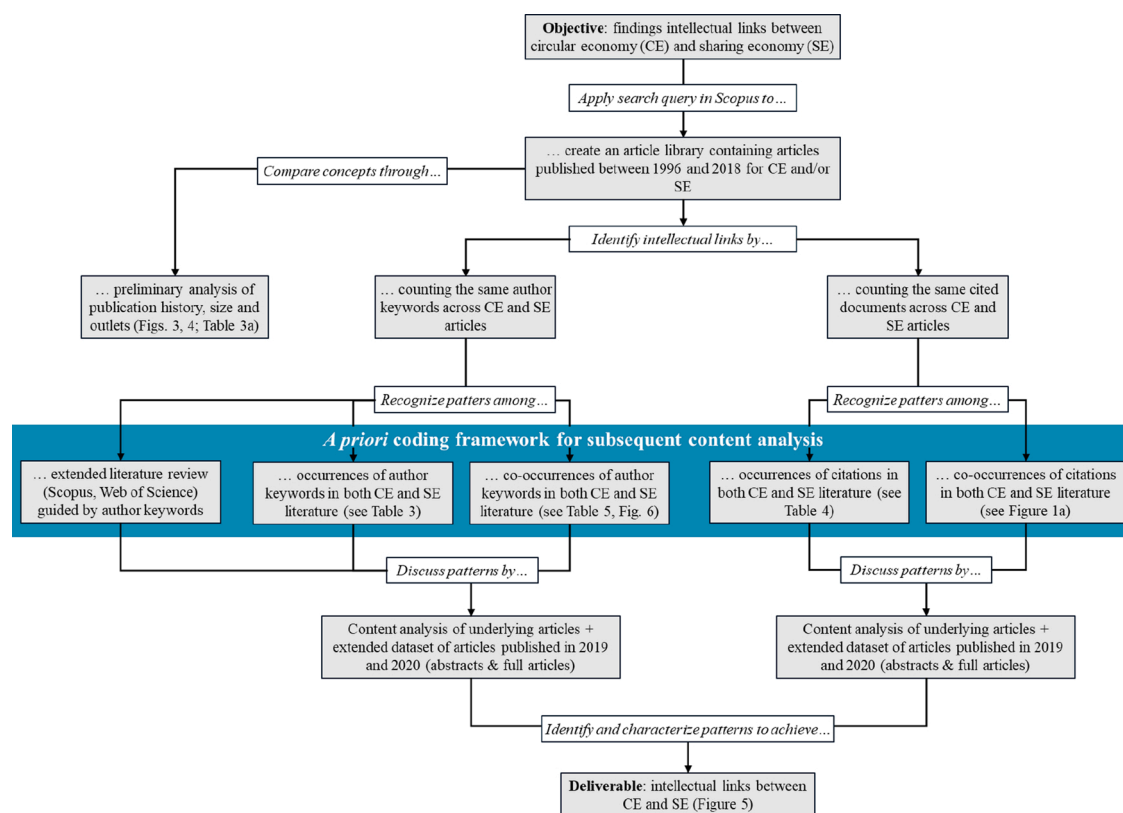 Objective: findings intellectual links between
circular economy (CE) and sharing economy (SE)
Apply search query in Scopus to…
… create an article library containing articles
published between 1996 and 2018 for CE and/or
SE
Compare concepts through…
Identify intellectual links by…
… preliminary analysis of
publication history, size and
outlets (Figs. 3, 4; Table 3a)
… counting the same author
keywords across CE and SE
articles
… counting the same cited
documents across CE and
SE articles
Recognize patters among…
Recognize patters among…
A priori coding framework for subsequent content analysis
… extended literature review
(Scopus, Web of Science)
guided by author keywords
… occurrences of author
keywords in both CE and SE
literature (see Table 3)
… co-occurrences of author
keywords in both CE and SE
literature (see Table 5, Fig. 6)
… occurrences of citations in
both CE and SE literature (see
Table 4)
… co-occurrences of citations
in both CE and SE literature
(see Figure 1a)
Discuss patterns by…
Discuss patterns by…
Content analysis of underlying articles +
extended dataset of articles published in 2019
and 2020 (abstracts & full articles)
Content analysis of underlying articles +
extended dataset of articles published in 2019
and 2020 (abstracts & full articles)
Identify and characterize patterns to achieve…
Deliverable: intellectual links between
CE and SE (Figure 5)